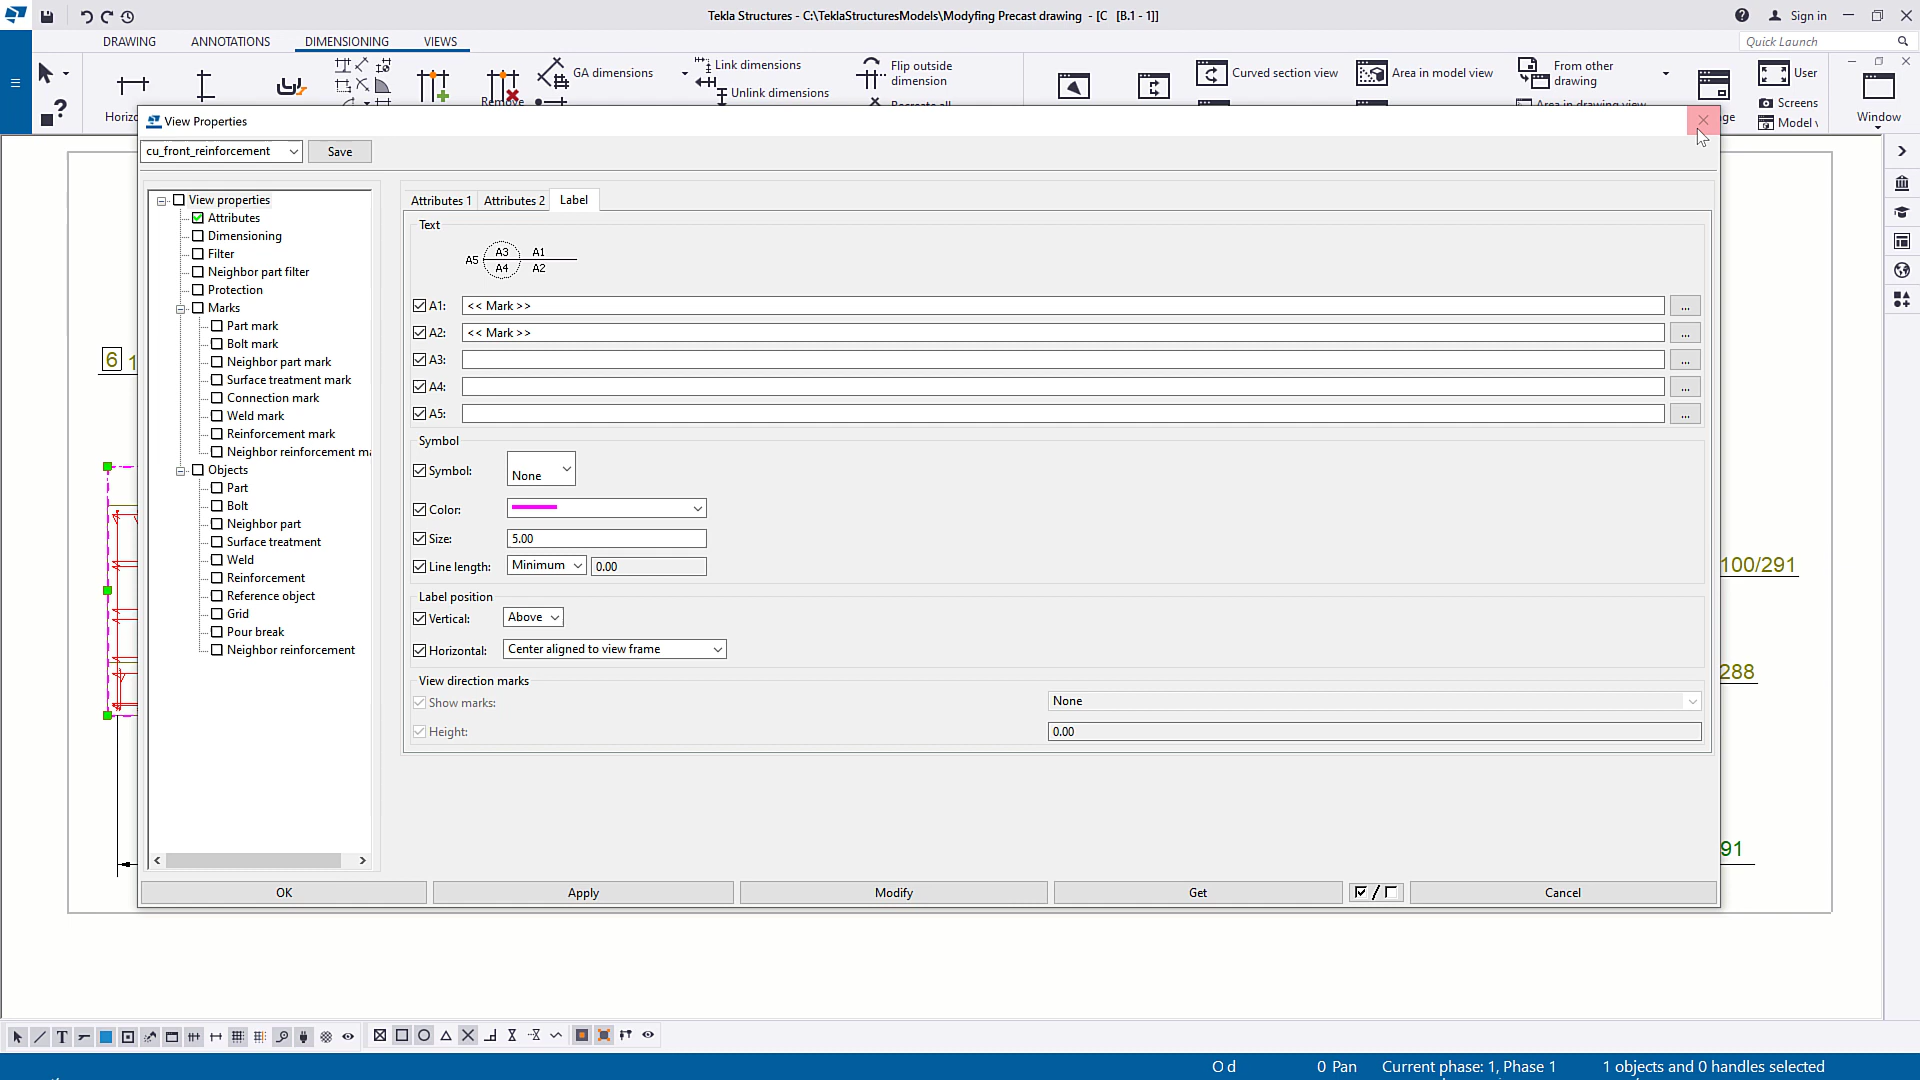 Tekla Structures - C:\TeklaStructuresModels\Modyfing Precast drawing - [C [B.1 - 1]]
Sign in
DRAWING ANNOTATIONS DIMENSIONING VIEWS
Quick Launch
GA dimensions
Link dimensions
Unlink dimensions
Flip outside
dimension
Curved section view
Area in model view
From other
drawing
User
Screens
Window
View Properties
cu_front_reinforcement
Save
View properties
Attributes
Dimensioning
Filter
Neighbor part filter
Protection
Marks
Part mark
Bolt mark
Neighbor part mark
Surface treatment mark
Connection mark
Weld mark
Reinforcement mark
Neighbor reinforcement ma
Objects
Part
Bolt
Neighbor part
Surface treatment
Weld
Reinforcement
Reference object
Grid
Pour break
Neighbor reinforcement
Attributes 1 Attributes 2 Label
Text
A5 A3 A1
A4 A2
A1: << Mark >> ...
A2: << Mark >> ...
A3: ...
A4: ...
A5: ...
Symbol
Symbol: None
Color:
Size: 5.00
Line length: Minimum 0.00
Label position
Vertical: Above
Horizontal: Center aligned to view frame
View direction marks
Show marks: None
Height: 0.00
OK Apply Modify Get Cancel
6 1
100/291
288
91
O d 0 Pan Current phase: 1, Phase 1 1 objects and 0 handles selected